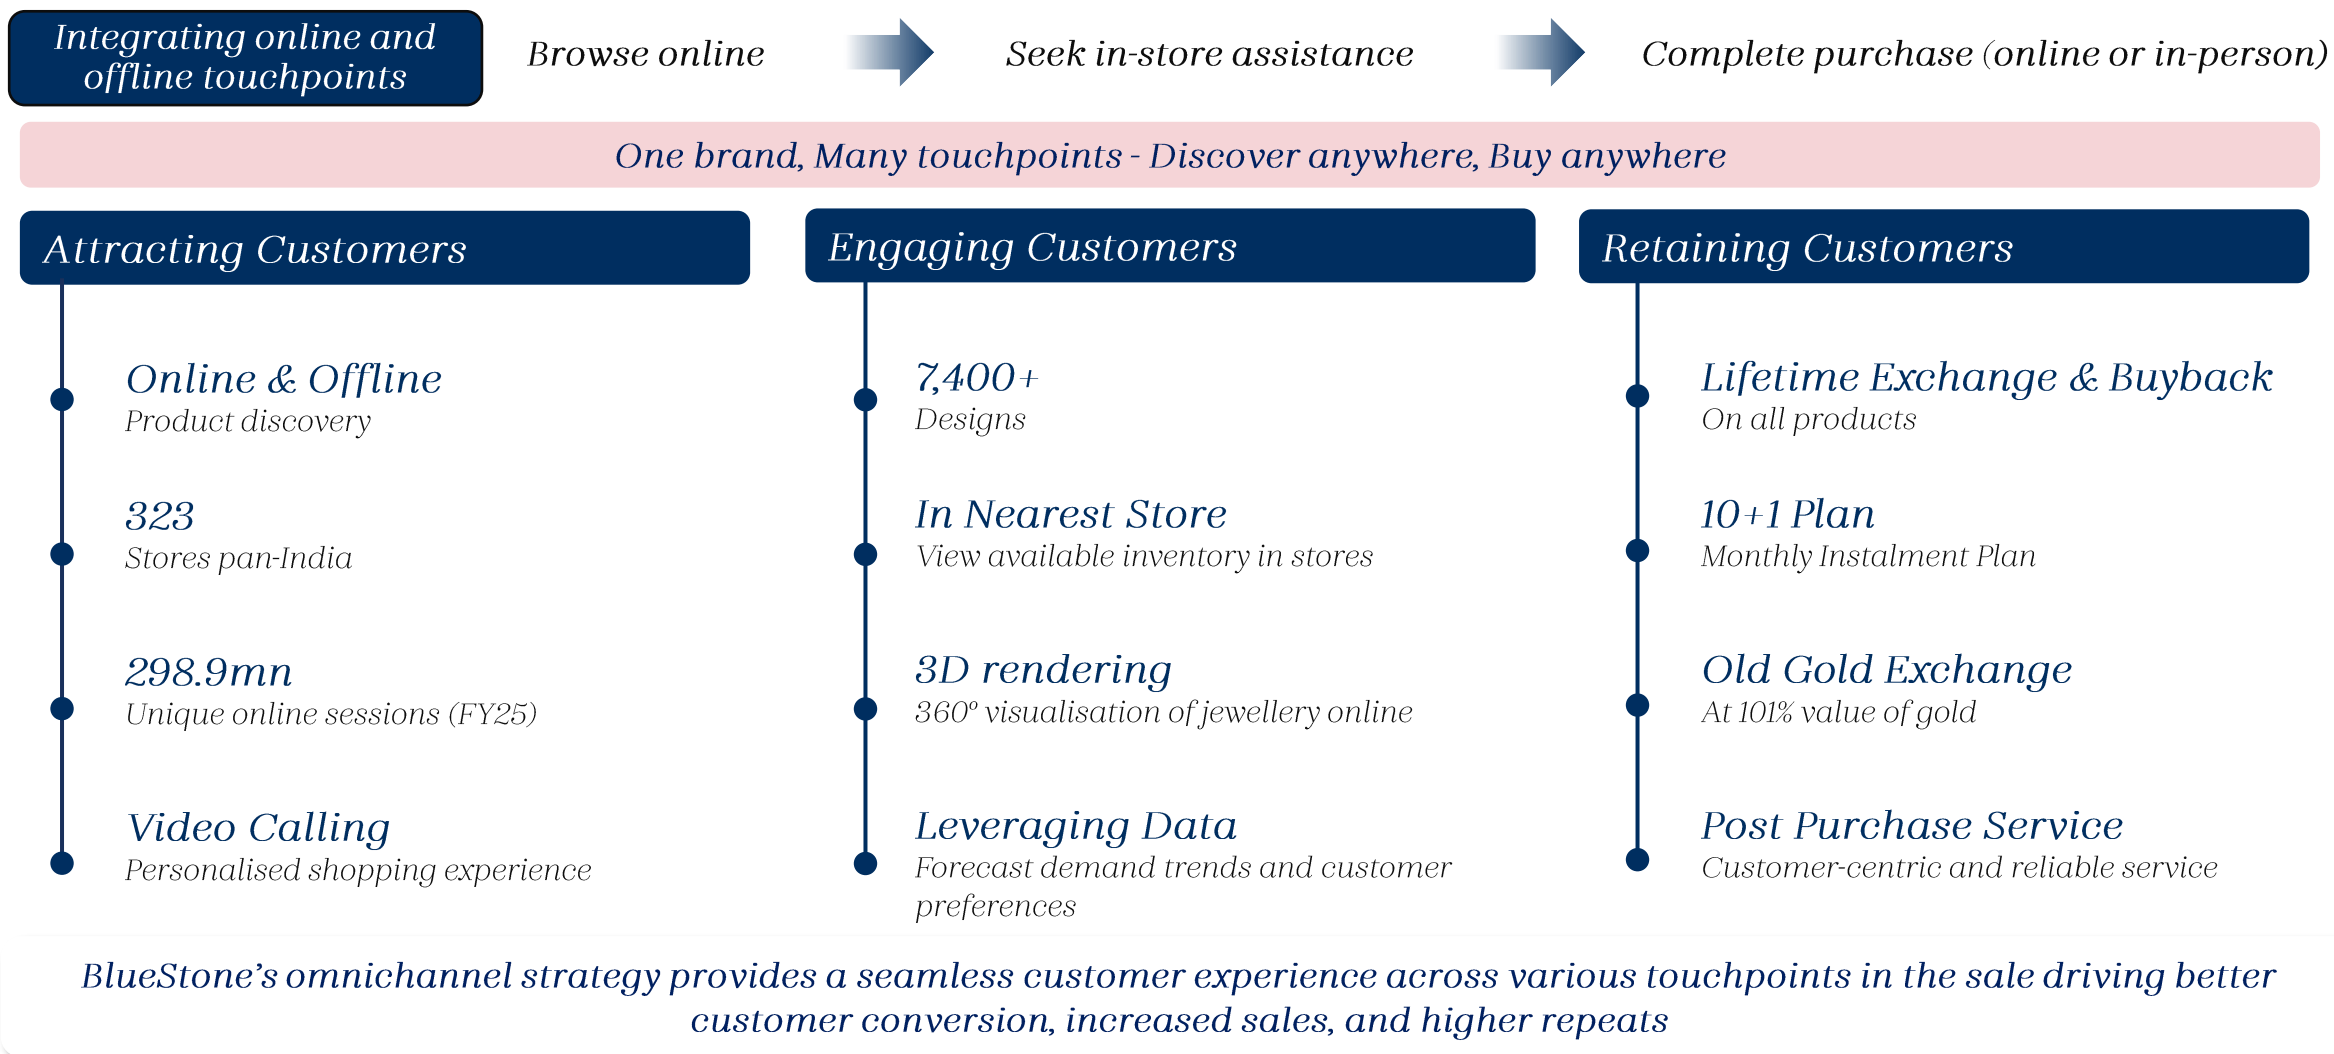 Integrating online and
offline touchpoints
Browse online
Seek in-store assistance
Complete purchase (online or in-person)
One brand, Many touchpoints - Discover anywhere, Buy anywhere
Attracting Customers
Online & Offline
Product discovery
323
Stores pan-India
298.9mn
Unique online sessions (FY25)
Video Calling
Personalised shopping experience
Engaging Customers
7,400+
Designs
In Nearest Store
View available inventory in stores
3D rendering
360º visualisation of jewellery online
Leveraging Data
Forecast demand trends and customer
preferences
Retaining Customers
Lifetime Exchange & Buyback
On all products
10+1 Plan
Monthly Instalment Plan
Old Gold Exchange
At 101% value of gold
Post Purchase Service
Customer-centric and reliable service
BlueStone’s omnichannel strategy provides a seamless customer experience across various touchpoints in the sale driving better
customer conversion, increased sales, and higher repeats